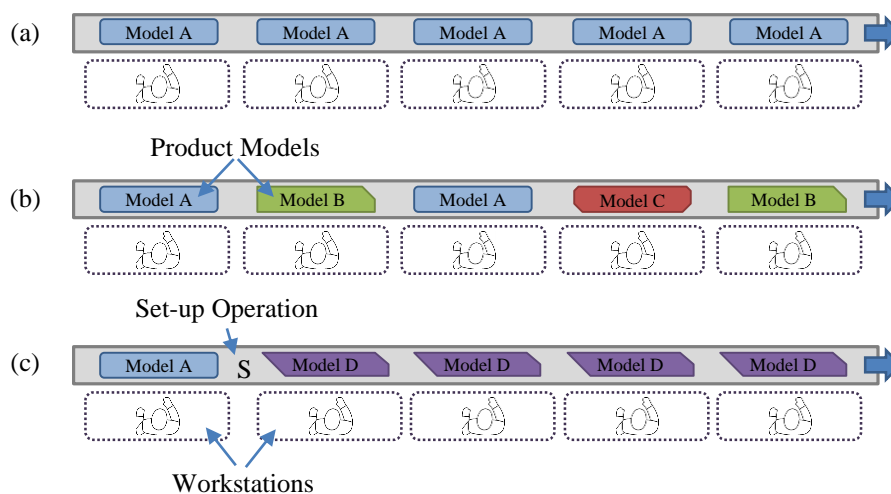 (a) Model A Model A Model A Model A Model A
Product Models
(b) Model A Model B Model A Model C Model B
Set-up Operation
(c) Model A S Model D Model D Model D Model D
Workstations